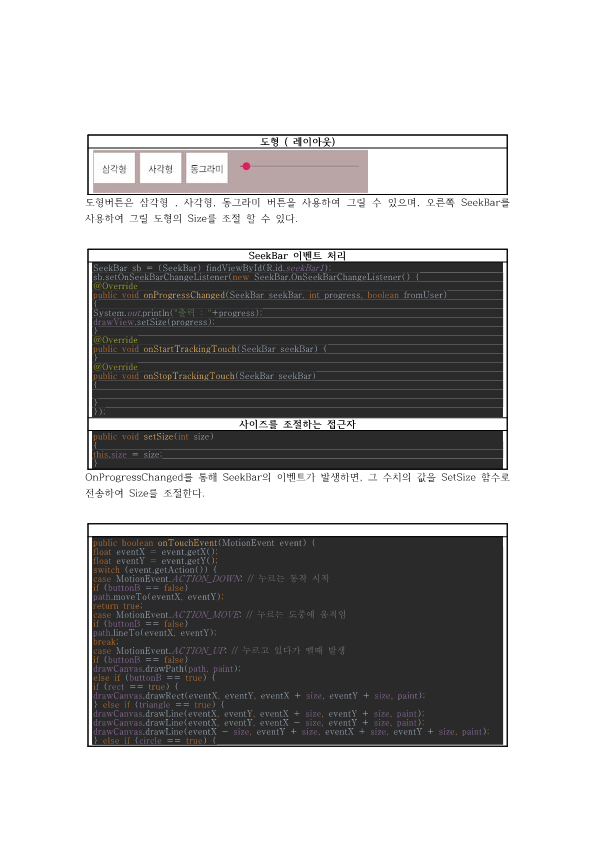 도형 ( 레이아웃)
삼각형 사각형 동그라미
도형버튼은 삼각형 , 사각형, 동그라미 버튼을 사용하여 그릴 수 있으며, 오른쪽 SeekBar를
사용하여 그릴 도형의 Size를 조절 할 수 있다.
SeekBar 이벤트 처리
SeekBar sb = (SeekBar) findViewById(R.id.seekBar1);
sb.setOnSeekBarChangeListener(new SeekBar.OnSeekBarChangeListener() {
@Override
public void onProgressChanged(SeekBar seekBar, int progress, boolean fromUser)
{
System.out.println("출력 : "+progress);
drawView.setSize(progress);
}
@Override
public void onStartTrackingTouch(SeekBar seekBar) {
}
@Override
public void onStopTrackingTouch(SeekBar seekBar)
{
}
});
사이즈를 조절하는 접근자
public void setSize(int size)
{
this.size = size;
}
OnProgressChanged를 통해 SeekBar의 이벤트가 발생하면, 그 수치의 값을 SetSize 함수로
전송하여 Size를 조절한다.
public boolean onTouchEvent(MotionEvent event) {
float eventX = event.getX();
float eventY = event.getY();
switch (event.getAction()) {
case MotionEvent.ACTION_DOWN: // 누르는 동작 시작
if (buttonB == false)
path.moveTo(eventX, eventY);
return true;
case MotionEvent.ACTION_MOVE: // 누르는 도중에 움직임
if (buttonB == false)
path.lineTo(eventX, eventY);
break;
case MotionEvent.ACTION_UP: // 누르고 있다가 뗄때 발생
if (buttonB == false)
drawCanvas.drawPath(path, paint);
else if (buttonB == true) {
if (rect == true) {
drawCanvas.drawRect(eventX, eventY, eventX + size, eventY + size, paint);
} else if (triangle == true) {
drawCanvas.drawLine(eventX, eventY, eventX + size, eventY + size, paint);
drawCanvas.drawLine(eventX, eventY, eventX - size, eventY + size, paint);
drawCanvas.drawLine(eventX - size, eventY + size, eventX + size, eventY + size, paint);
} else if (circle == true) {